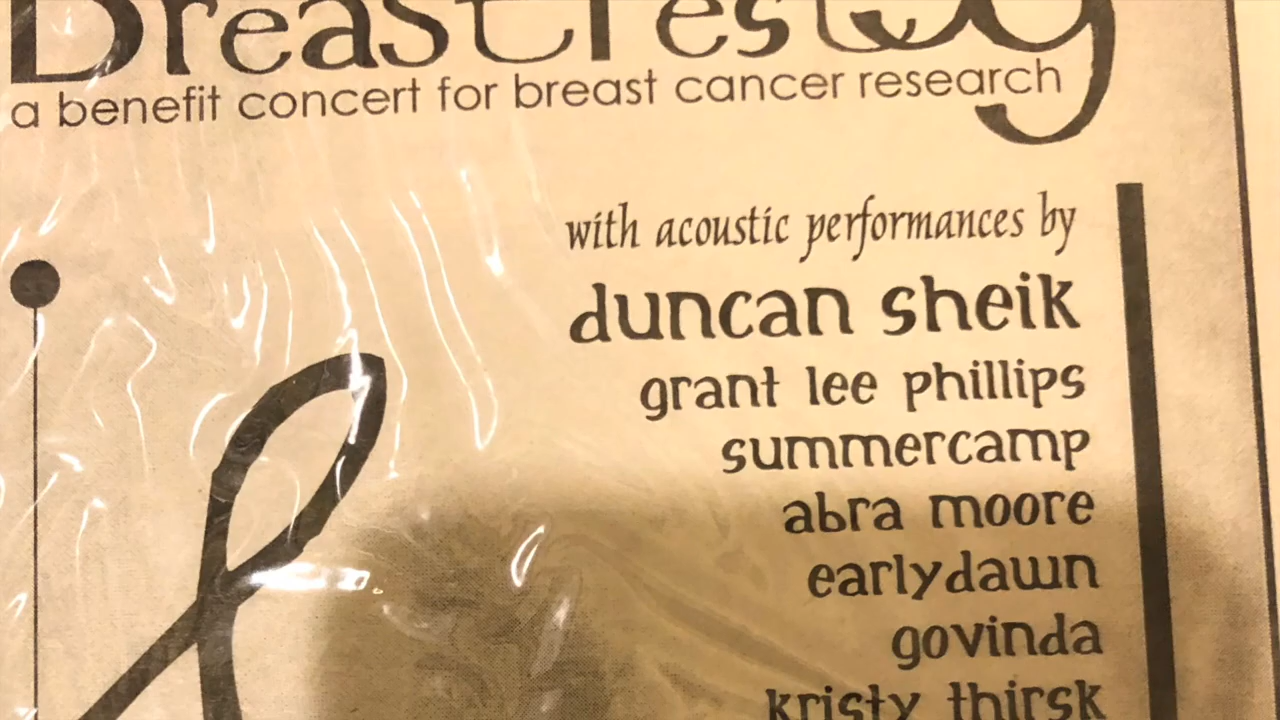 a benefit concert for breast cancer research
with acoustic performances by
duncan sheik
grant lee phillips
summercamp
abra moore
earlydawn
govinda
kristy thirsk